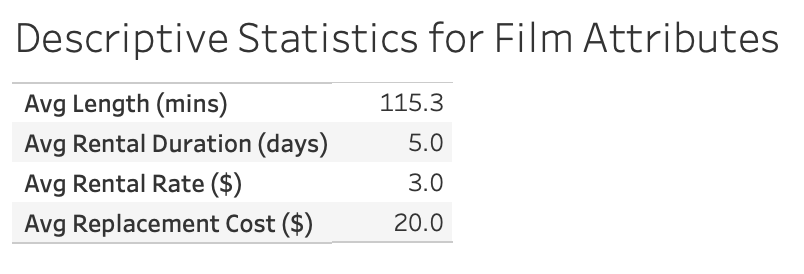 Descriptive Statistics for Film Attributes
Avg Length (mins) 115.3
Avg Rental Duration (days) 5.0
Avg Rental Rate ($) 3.0
Avg Replacement Cost ($) 20.0